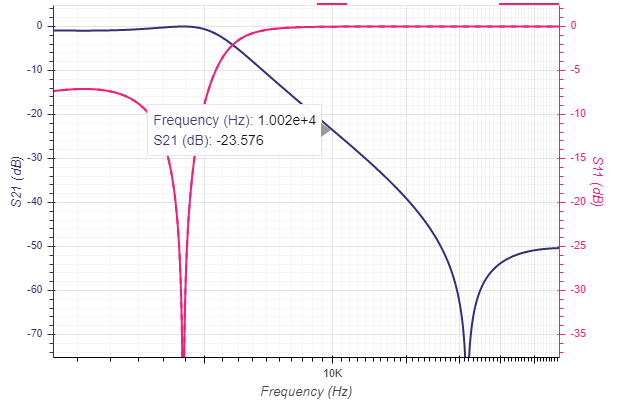 0
-10
-20
-30
-40
-50
-60
-70
S21 (dB)
Frequency (Hz): 1.002e+4
S21 (dB): -23.576
0
-5
-10
-15
-20
-25
-30
-35
S11 (dB)
10K
Frequency (Hz)